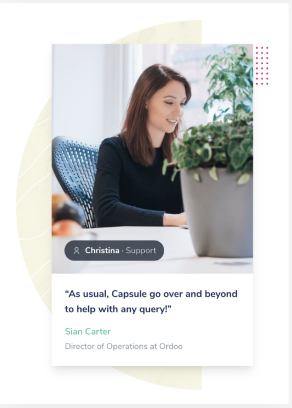 Christina · Support
“As usual, Capsule go over and beyond
to help with any query!”
Sian Carter
Director of Operations at Ordoo